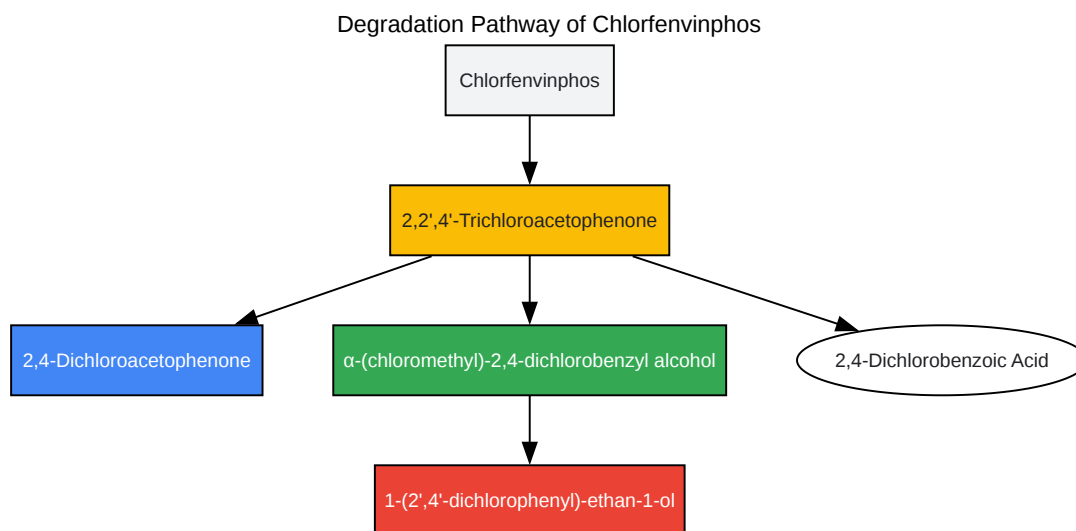 Degradation Pathway of Chlorfenvinphos
Chlorfenvinphos
2,2',4'-Trichloroacetophenone
2,4-Dichloroacetophenone
α-(chloromethyl)-2,4-dichlorobenzyl alcohol
2,4-Dichlorobenzoic Acid
1-(2',4'-dichlorophenyl)-ethan-1-ol